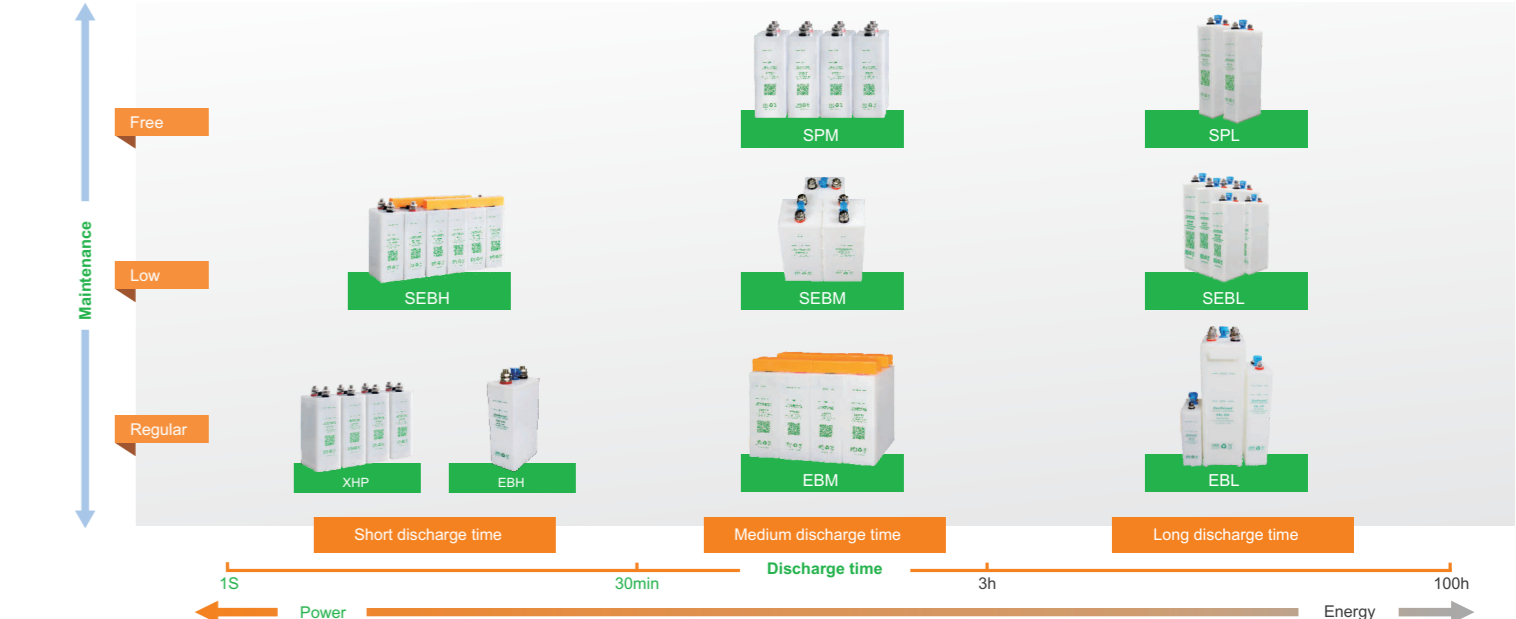 SPM
SPL
Free
Maintenance
Low
SEBH
SEBM
SEBL
Regular
XHP
EBH
EBM
EBL
Short discharge time
Medium discharge time
Long discharge time
Discharge time
1S
30min
3h
100h
Power
Energy